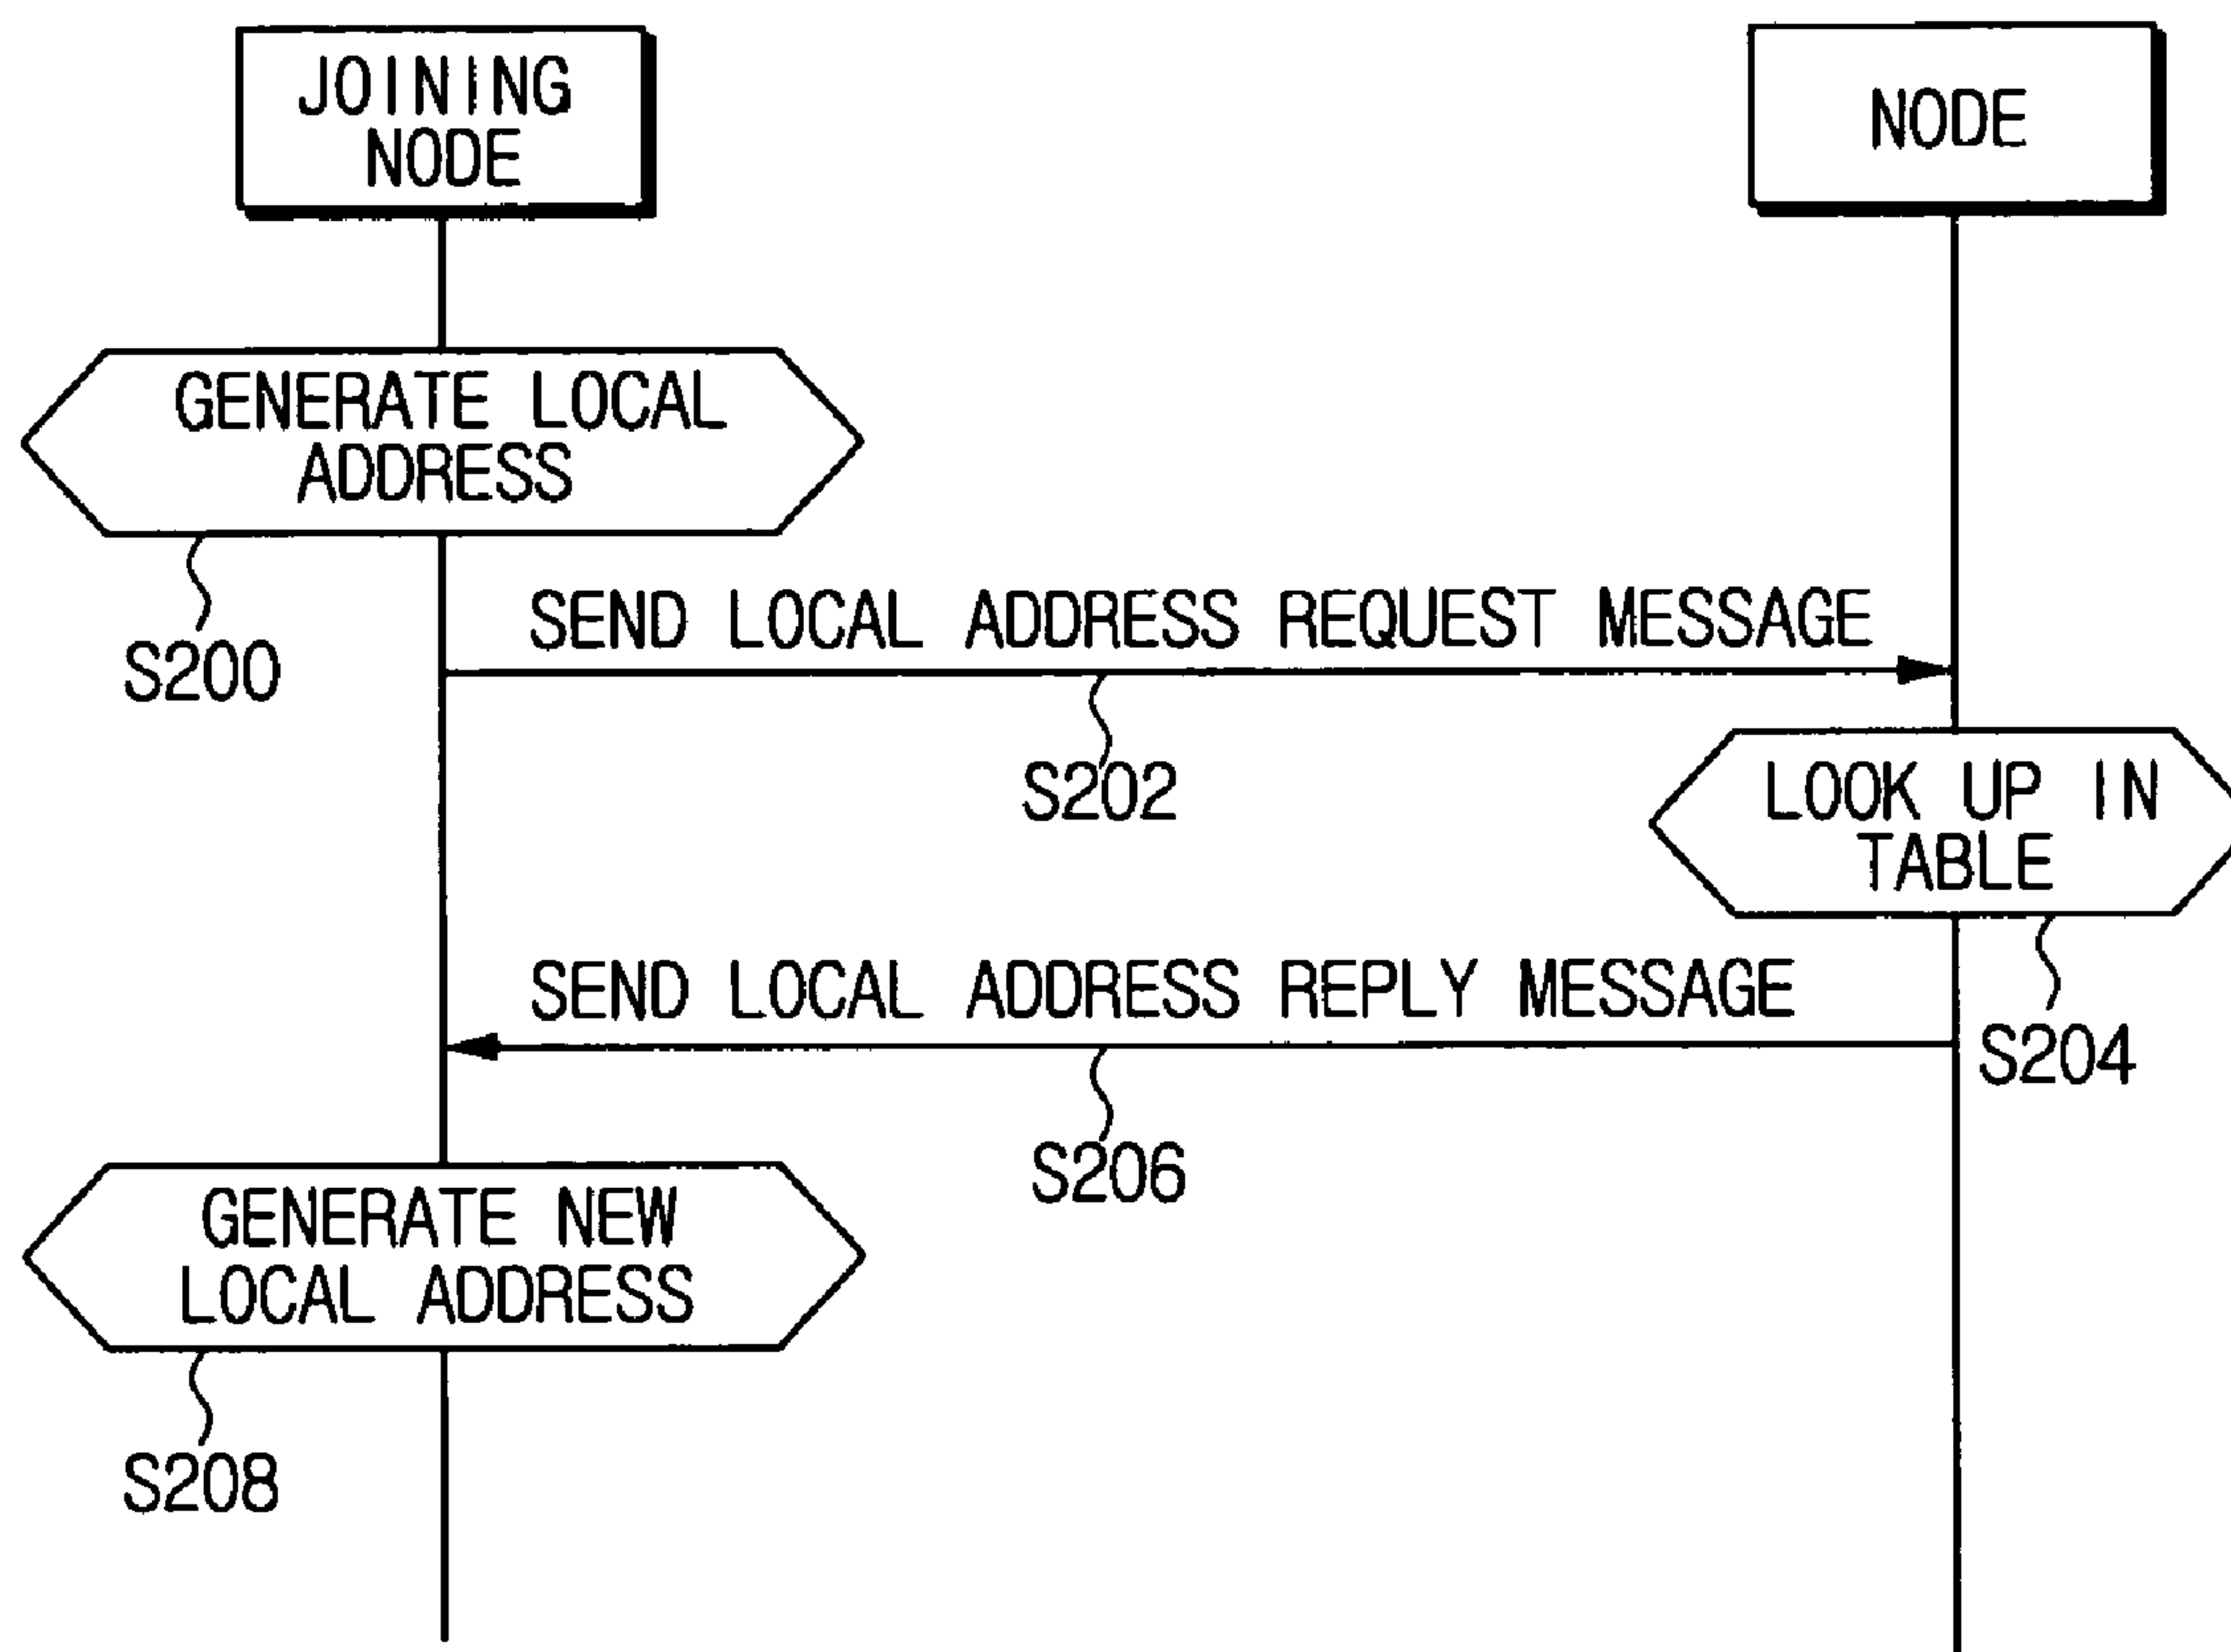 JOINING
NODE
NODE
GENERATE LOCAL
ADDRESS
S200
SEND LOCAL ADDRESS REQUEST MESSAGE
S202
LOOK UP IN
TABLE
S204
SEND LOCAL ADDRESS REPLY MESSAGE
S206
GENERATE NEW
LOCAL ADDRESS
S208